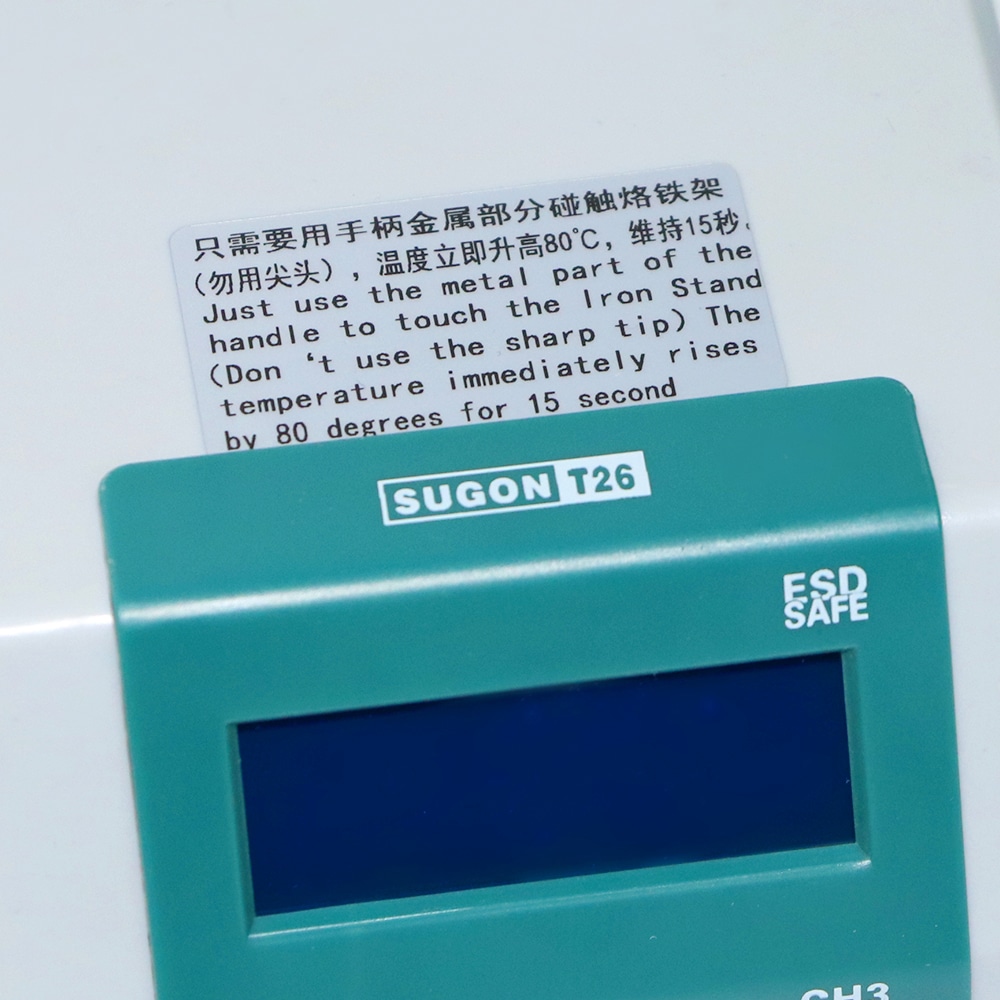 只需要用手柄金属部分碰触烙铁架
(勿用尖头)，温度立即升高80℃，维持15秒。
Just use the metal part of the
handle to touch the Iron Stand
(Don ‘t use the sharp tip) The
temperature immediately rises
by 80 degrees for 15 second
SUGON T26
ESD
SAFE
CH3